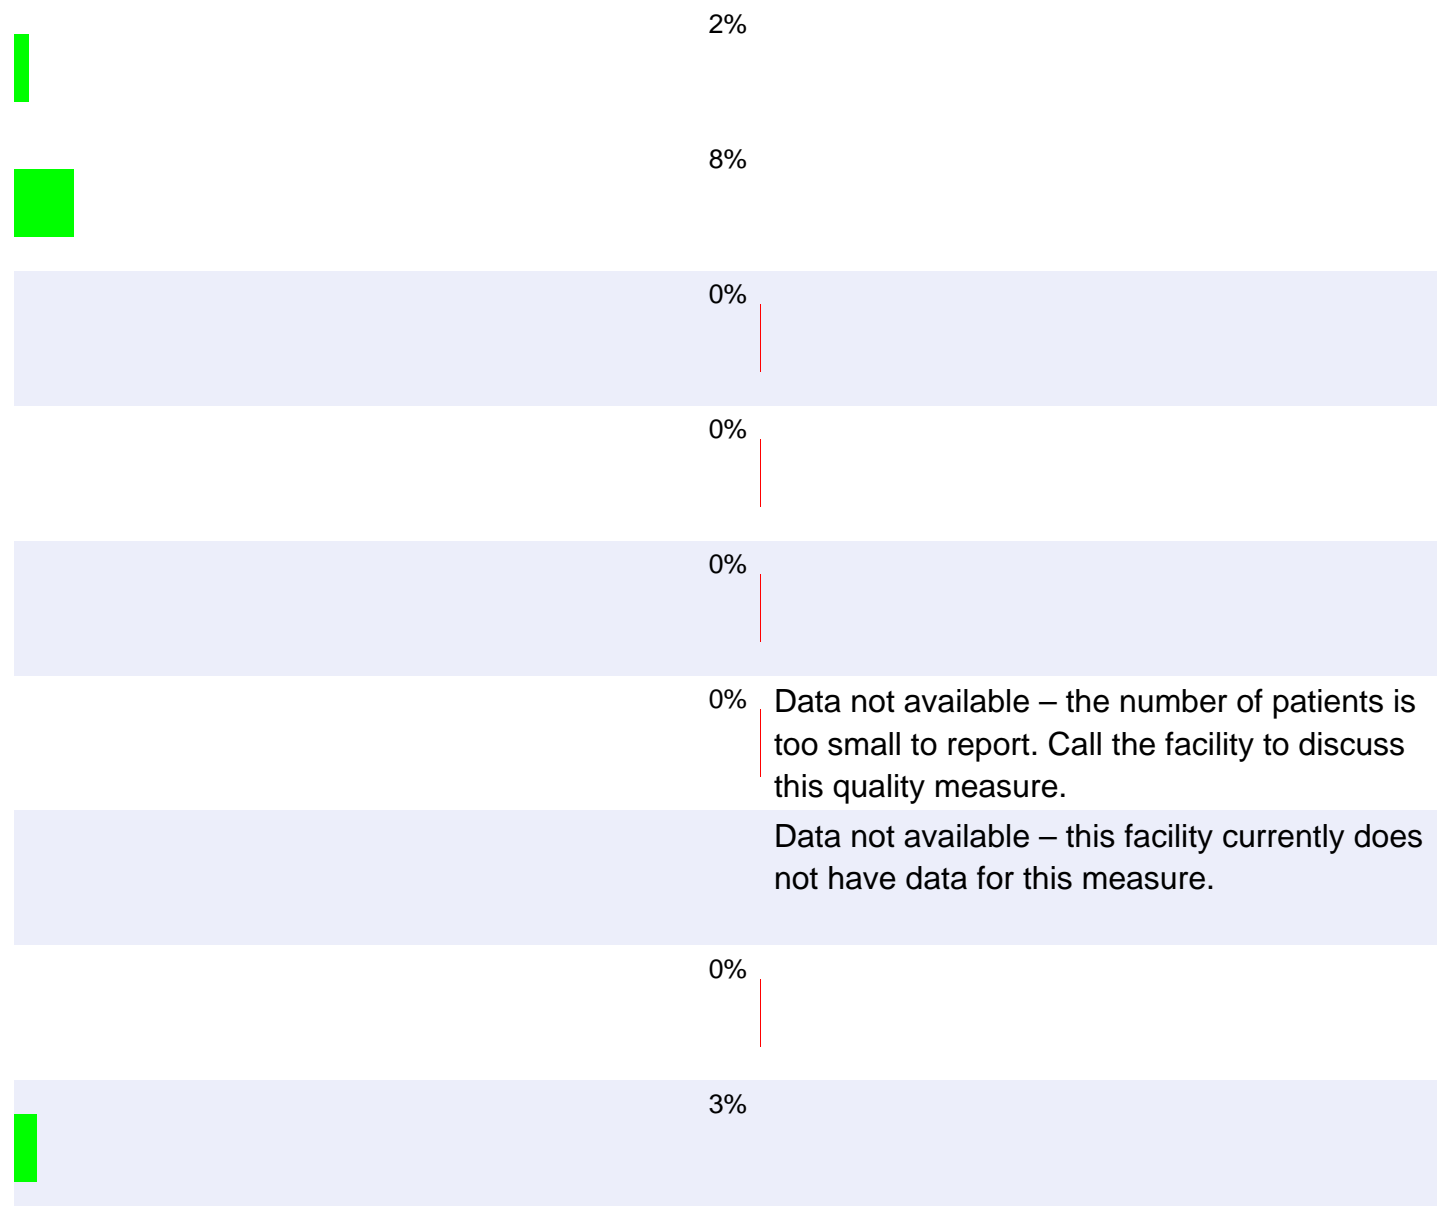 2%
8%
0%
0%
0%
0%
Data not available – the number of patients is
too small to report. Call the facility to discuss
this quality measure.
Data not available – this facility currently does
not have data for this measure.
0%
3%